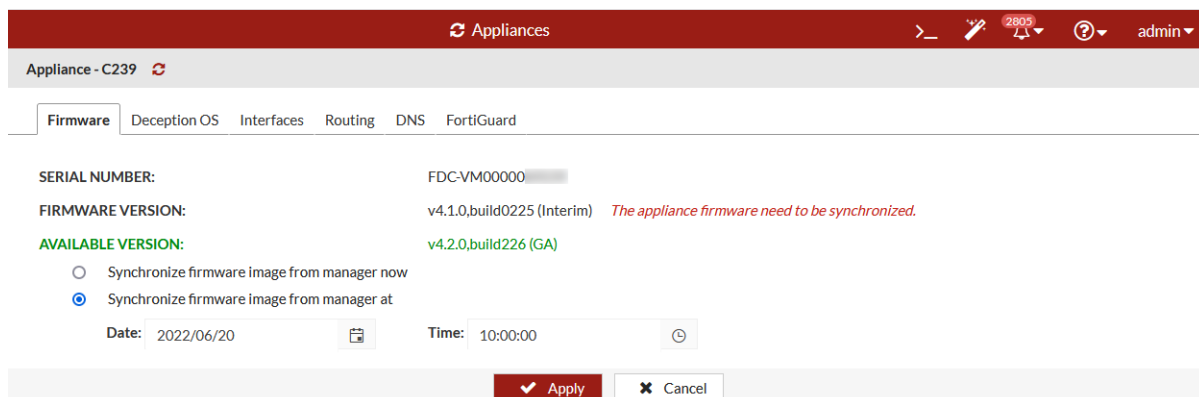 Appliances
>_ 2805 admin
Appliance - C239
Firmware Deception OS Interfaces Routing DNS FortiGuard
SERIAL NUMBER: FDC-VM00000
FIRMWARE VERSION: v4.1.0,build0225 (Interim) The appliance firmware need to be synchronized.
AVAILABLE VERSION: v4.2.0,build226 (GA)
Synchronize firmware image from manager now
Synchronize firmware image from manager at
Date: 2022/06/20 Time: 10:00:00
Apply Cancel